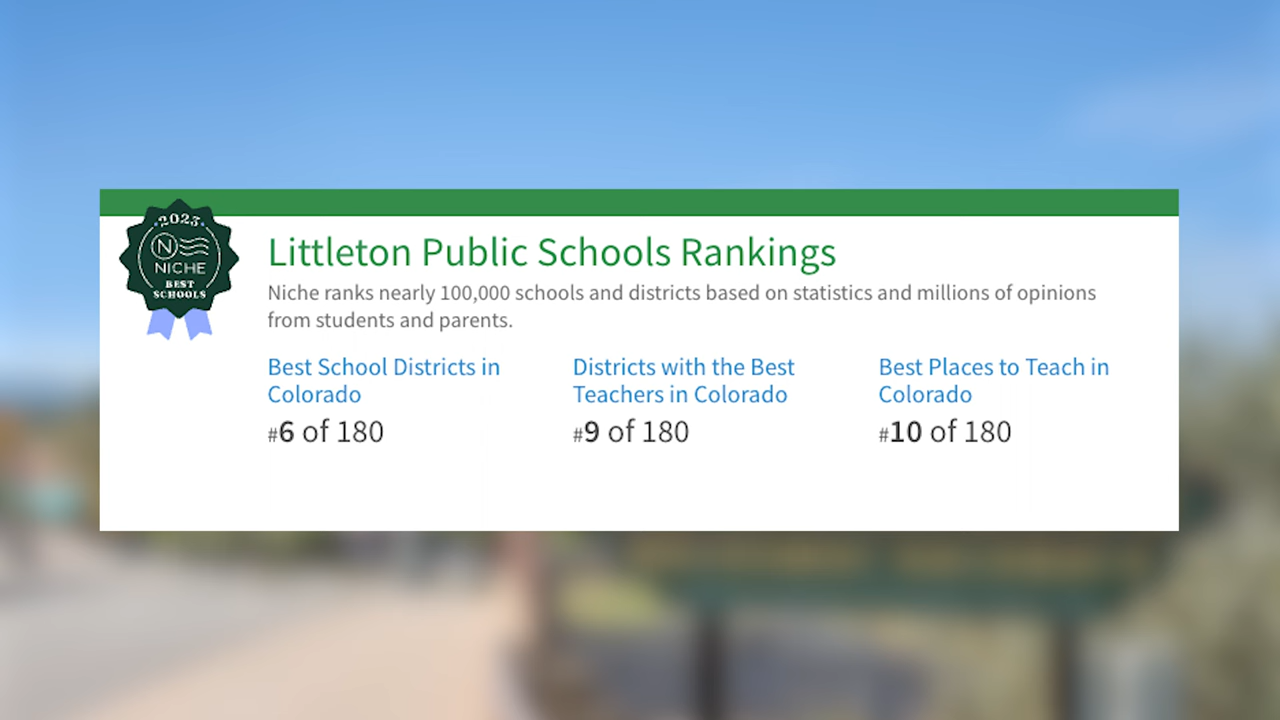 2023
N
NICHE
BEST
SCHOOLS
Littleton Public Schools Rankings
Niche ranks nearly 100,000 schools and districts based on statistics and millions of opinions
from students and parents.
Best School Districts in
Colorado
#6 of 180
Districts with the Best
Teachers in Colorado
#9 of 180
Best Places to Teach in
Colorado
#10 of 180